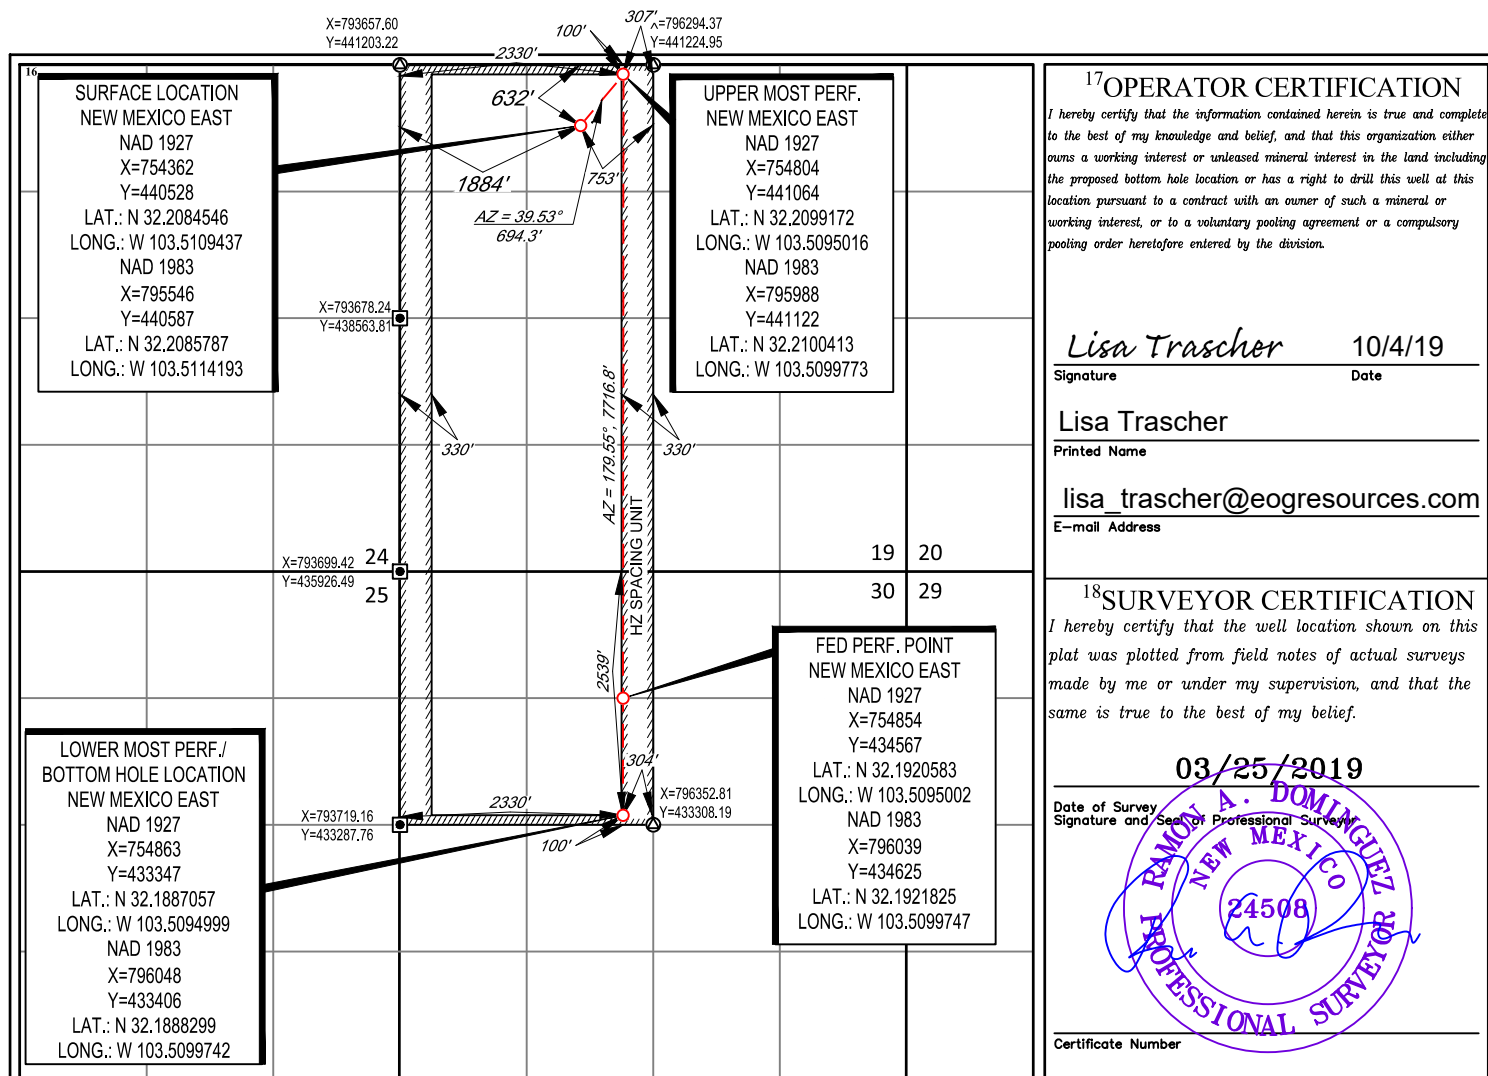 X=793657.60
Y=441203.22
2330'
100'
307'
=796294.37
Y=441224.95
16
SURFACE LOCATION
NEW MEXICO EAST
NAD 1927
X=754362
Y=440528
LAT.: N 32.2084546
LONG.: W 103.5109437
NAD 1983
X=795546
Y=440587
LAT.: N 32.2085787
LONG.: W 103.5114193
632'
1884'
753'
AZ = 39.53°
694.3'
UPPER MOST PERF.
NEW MEXICO EAST
NAD 1927
X=754804
Y=441064
LAT.: N 32.2099172
LONG.: W 103.5095016
NAD 1983
X=795988
Y=441122
LAT.: N 32.2100413
LONG.: W 103.5099773
X=793678.24
Y=438563.81
330'
330'
AZ = 179.55°, 7716.8'
HZ SPACING UNIT
X=793699.42
Y=435926.49
24
25
19
20
30
29
2539'
FED PERF. POINT
NEW MEXICO EAST
NAD 1927
X=754854
Y=434567
LAT.: N 32.1920583
LONG.: W 103.5095002
NAD 1983
X=796039
Y=434625
LAT.: N 32.1921825
LONG.: W 103.5099747
LOWER MOST PERF./
BOTTOM HOLE LOCATION
NEW MEXICO EAST
NAD 1927
X=754863
Y=433347
LAT.: N 32.1887057
LONG.: W 103.5094999
NAD 1983
X=796048
Y=433406
LAT.: N 32.1888299
LONG.: W 103.5099742
X=793719.16
Y=433287.76
2330'
304'
100'
X=796352.81
Y=433308.19
17OPERATOR CERTIFICATION
I hereby certify that the information contained herein is true and complete
to the best of my knowledge and belief, and that this organization either
owns a working interest or unleased mineral interest in the land including
the proposed bottom hole location or has a right to drill this well at this
location pursuant to a contract with an owner of such a mineral or
working interest, or to a voluntary pooling agreement or a compulsory
pooling order heretofore entered by the division.
Lisa Trascher 10/4/19
Signature Date
Lisa Trascher
Printed Name
lisa_trascher@eogresources.com
E-mail Address
18SURVEYOR CERTIFICATION
I hereby certify that the well location shown on this
plat was plotted from field notes of actual surveys
made by me or under my supervision, and that the
same is true to the best of my belief.
03/25/2019
Date of Survey
Signature and Seal of Professional Surveyor
RAMON A. DOMINGUEZ
NEW MEXICO
24508
PROFESSIONAL SURVEYOR
Certificate Number